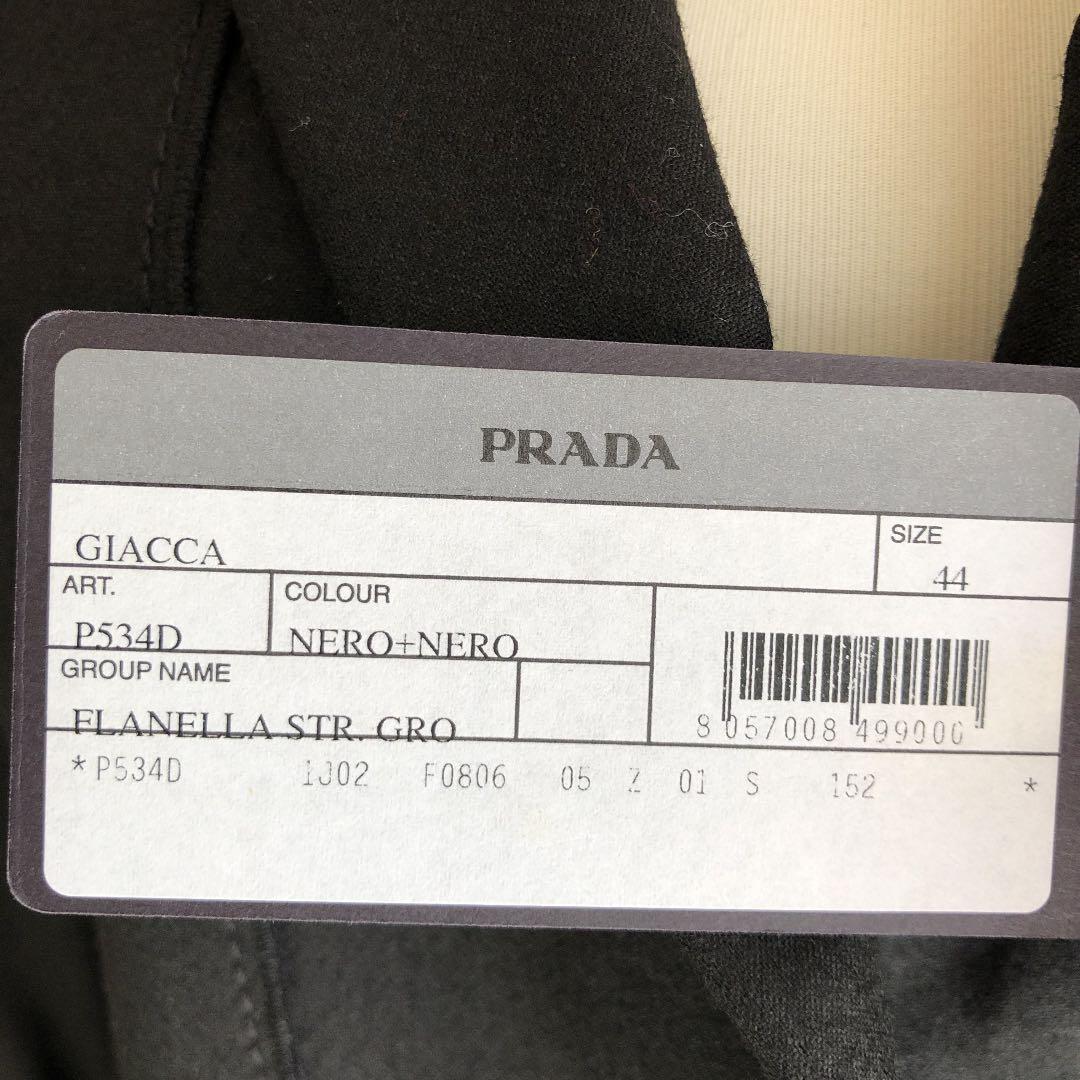 PRADA
GIACCA
SIZE
44
ART.
P534D
COLOUR
NERO+NERO
GROUP NAME
FLANELLA STR. GRO
8 057008 499000
*P534D 1J02 F0806 05 Z 01 S 152 *